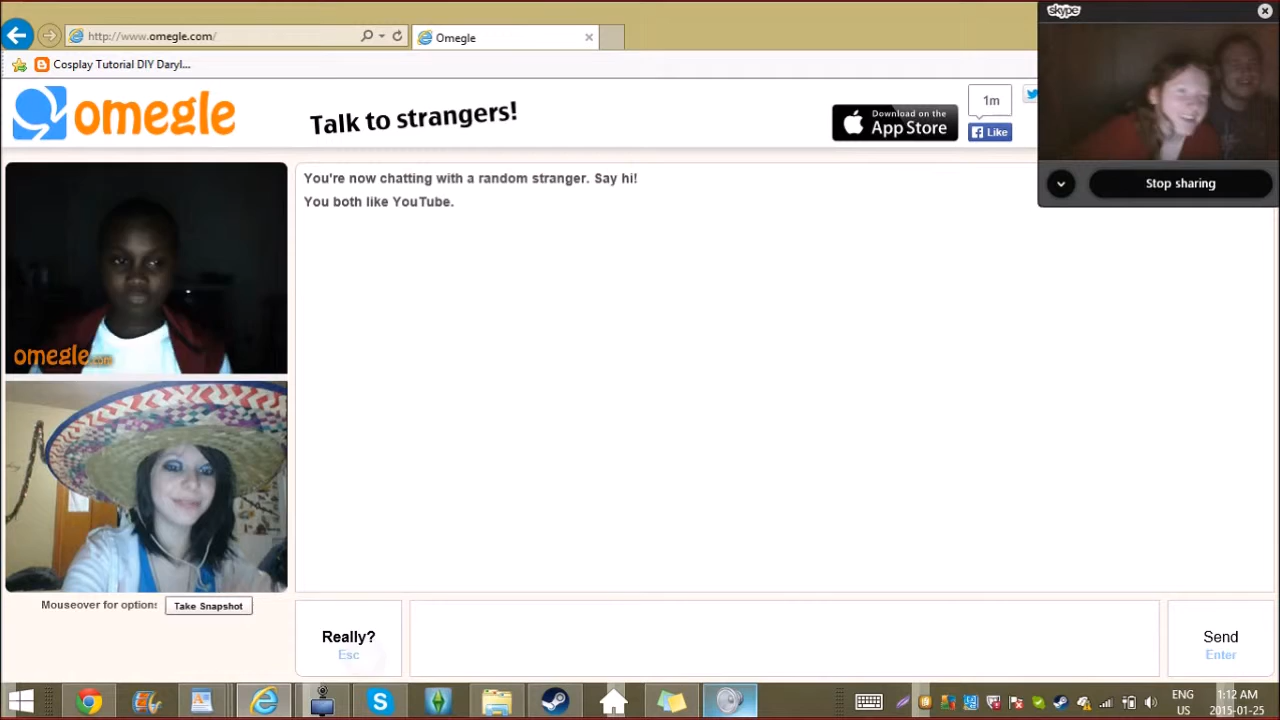 http://www.omegle.com/
Omegle
skype
Cosplay Tutorial DIY Daryl...
omegle
Talk to strangers!
Download on the
App Store
1m
Like
Stop sharing
You're now chatting with a random stranger. Say hi!
You both like YouTube.
omegle.com
Mouseover for options
Take Snapshot
Really?
Esc
Send
Enter
ENG
US
1:12 AM
2015-01-25